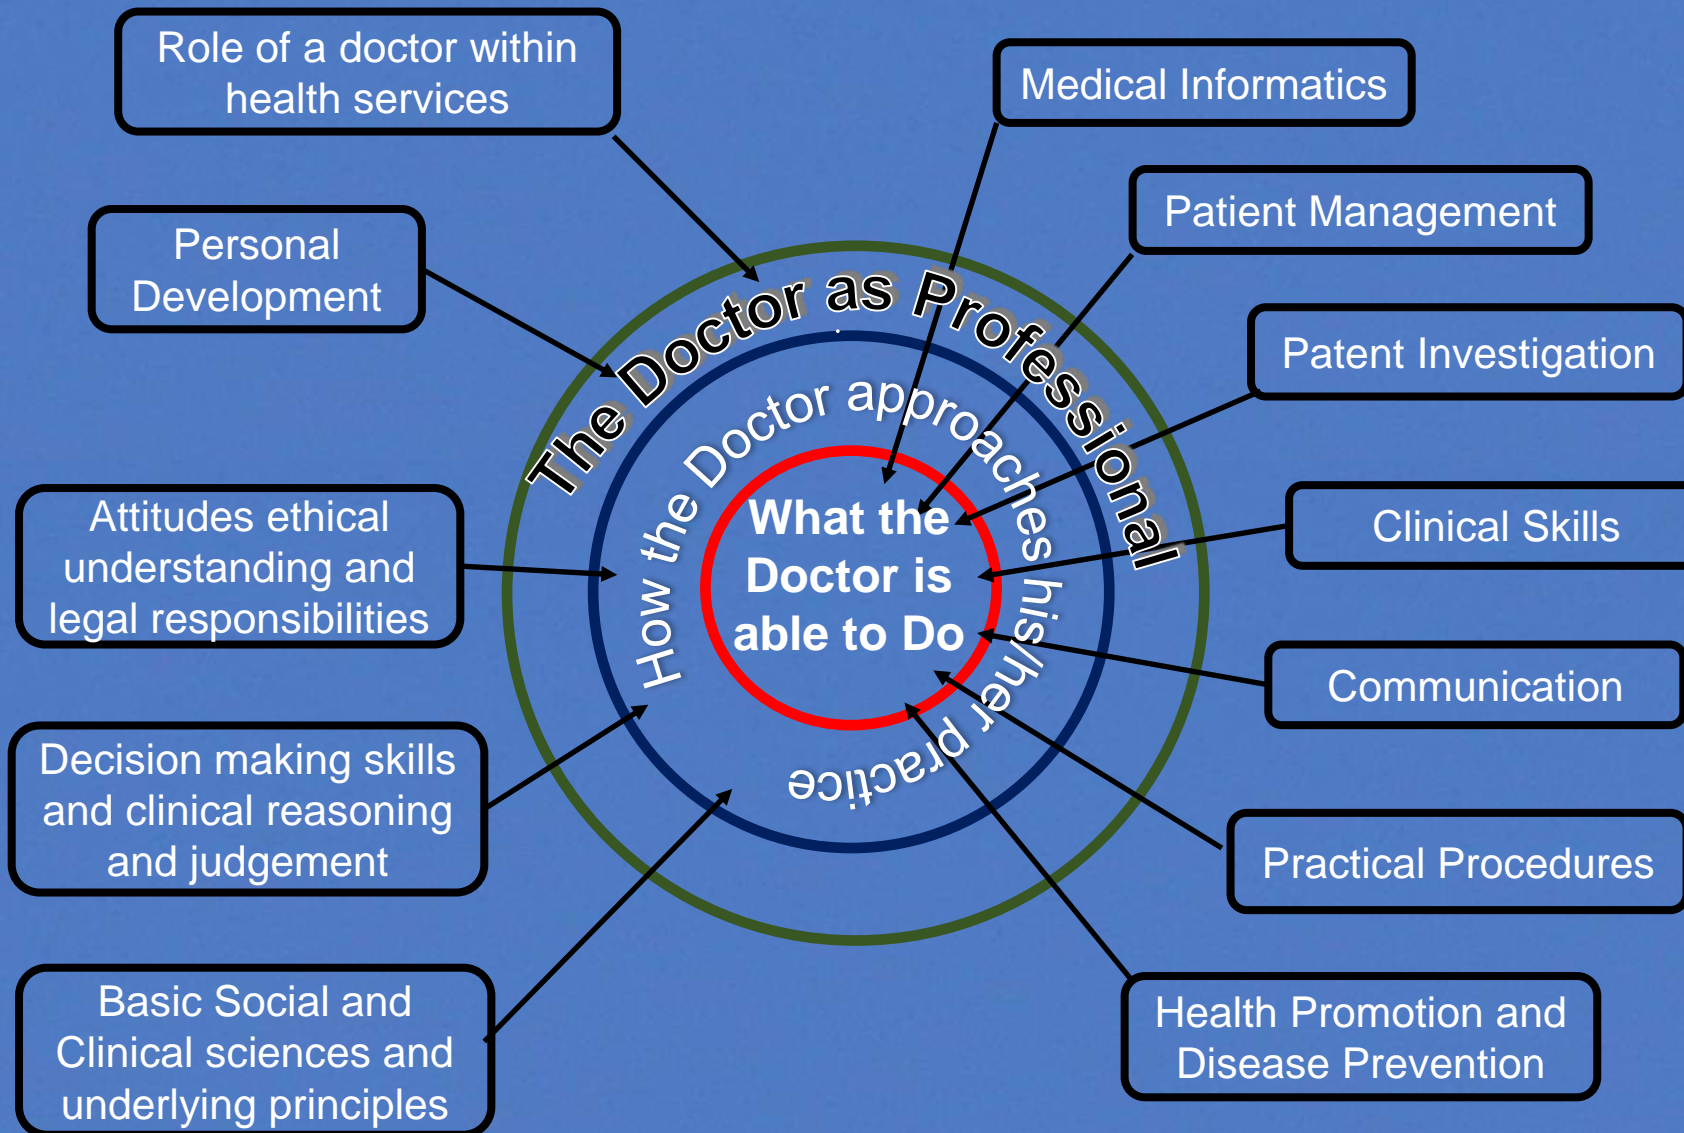 Role of a doctor within
health services
Medical Informatics
Personal
Development
Patient Management
Patent Investigation
The Doctor as Professional
How the Doctor approaches his/her practice
What the
Doctor is
able to Do
Attitudes ethical
understanding and
legal responsibilities
Clinical Skills
Communication
Decision making skills
and clinical reasoning
and judgement
Practical Procedures
Basic Social and
Clinical sciences and
underlying principles
Health Promotion and
Disease Prevention